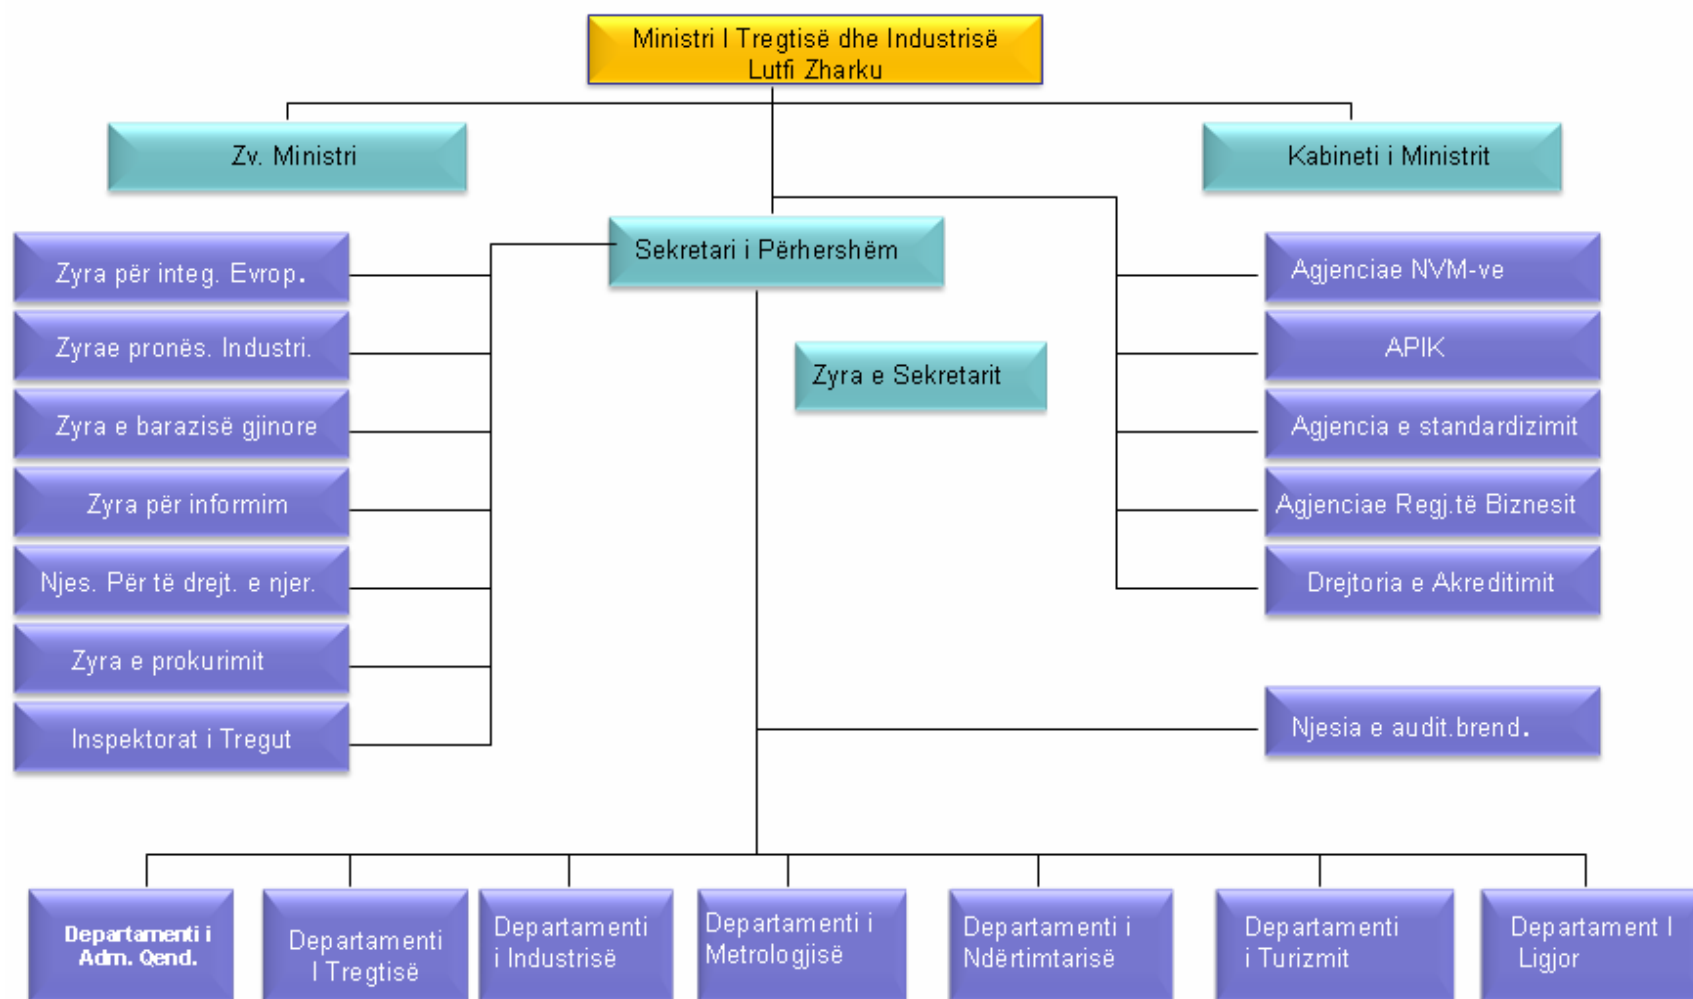 Ministri I Tregtisë dhe Industrisë
Lutfi Zharku
Zv. Ministri
Kabineti i Ministrit
Sekretari i Përhershëm
Zyra e Sekretarit
Zyra për integ. Evrop.
Zyrae pronës. Industri.
Zyra e barazisë gjinore
Zyra për informim
Njes. Për të drejt. e njer.
Zyra e prokurimit
Inspektorat i Tregut
Agjenciae NVM-ve
APIK
Agjencia e standardizimit
Agjenciae Regj.të Biznesit
Drejtoria e Akreditimit
Njesia e audit.brend.
Departamenti i
Adm. Qend.
Departamenti
I Tregtisë
Departamenti
i Industrisë
Departamenti i
Metrologjisë
Departamenti i
Ndërtimtarisë
Departamenti
i Turizmit
Departament I
Ligjor